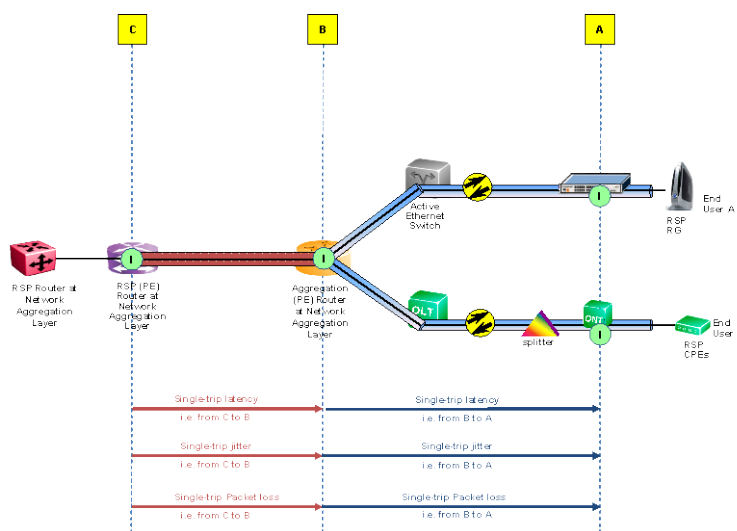 C
B
A
Active
Ethernet
Switch
I
RSP
RG
End
User A
I
I
RSP Router at
Network
Aggregation
Layer
RSP (PE)
Router at
Network
Aggregation
Layer
Aggregation
(PE) Router
at Network
Aggregation
Layer
OLT
splitter
ONT
I
RSP
CPEs
End
User
Single-trip latency
i.e. from C to B
Single-trip latency
i.e. from B to A
Single-trip jitter
i.e. from C to B
Single-trip jitter
i.e. from B to A
Single-trip Packet loss
i.e. from C to B
Single-trip Packet loss
i.e. from B to A